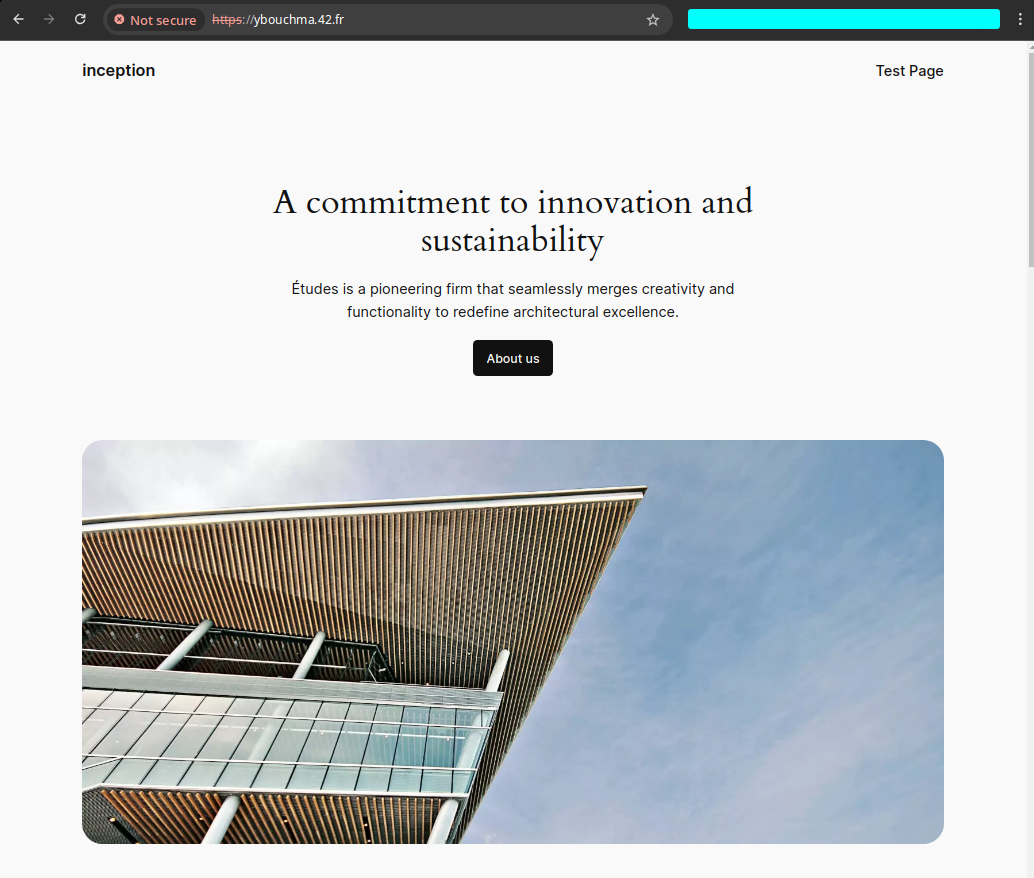 Not secure https://ybouchma.42.fr
inception
Test Page
A commitment to innovation and
sustainability
Études is a pioneering firm that seamlessly merges creativity and
functionality to redefine architectural excellence.
About us